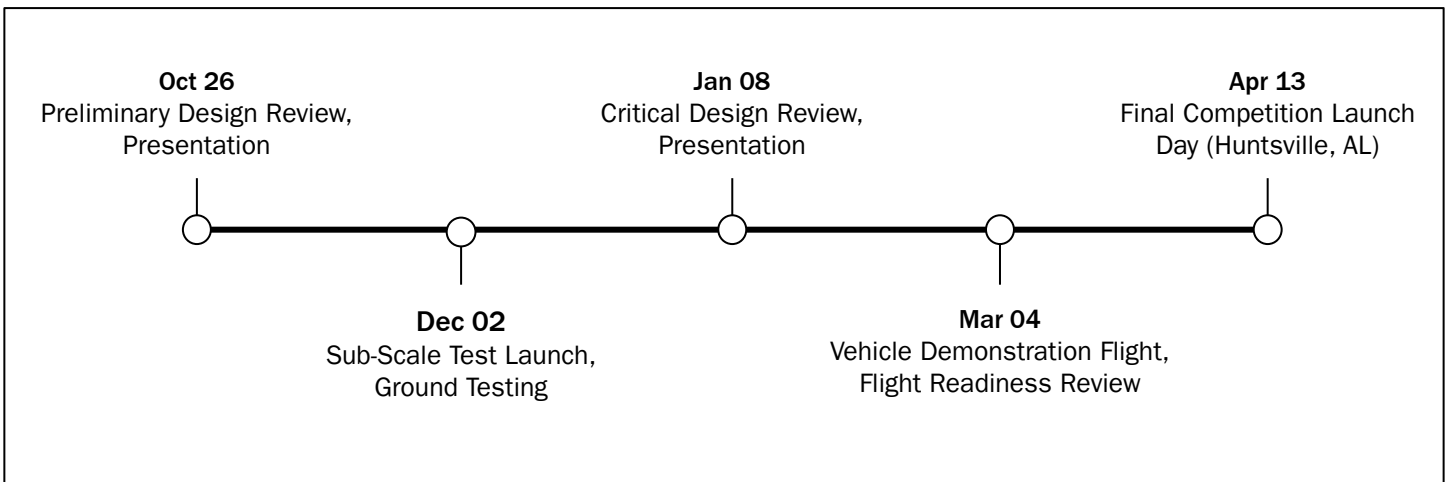 Oct 26
Preliminary Design Review,
Presentation
Dec 02
Sub-Scale Test Launch,
Ground Testing
Jan 08
Critical Design Review,
Presentation
Mar 04
Vehicle Demonstration Flight,
Flight Readiness Review
Apr 13
Final Competition Launch
Day (Huntsville, AL)